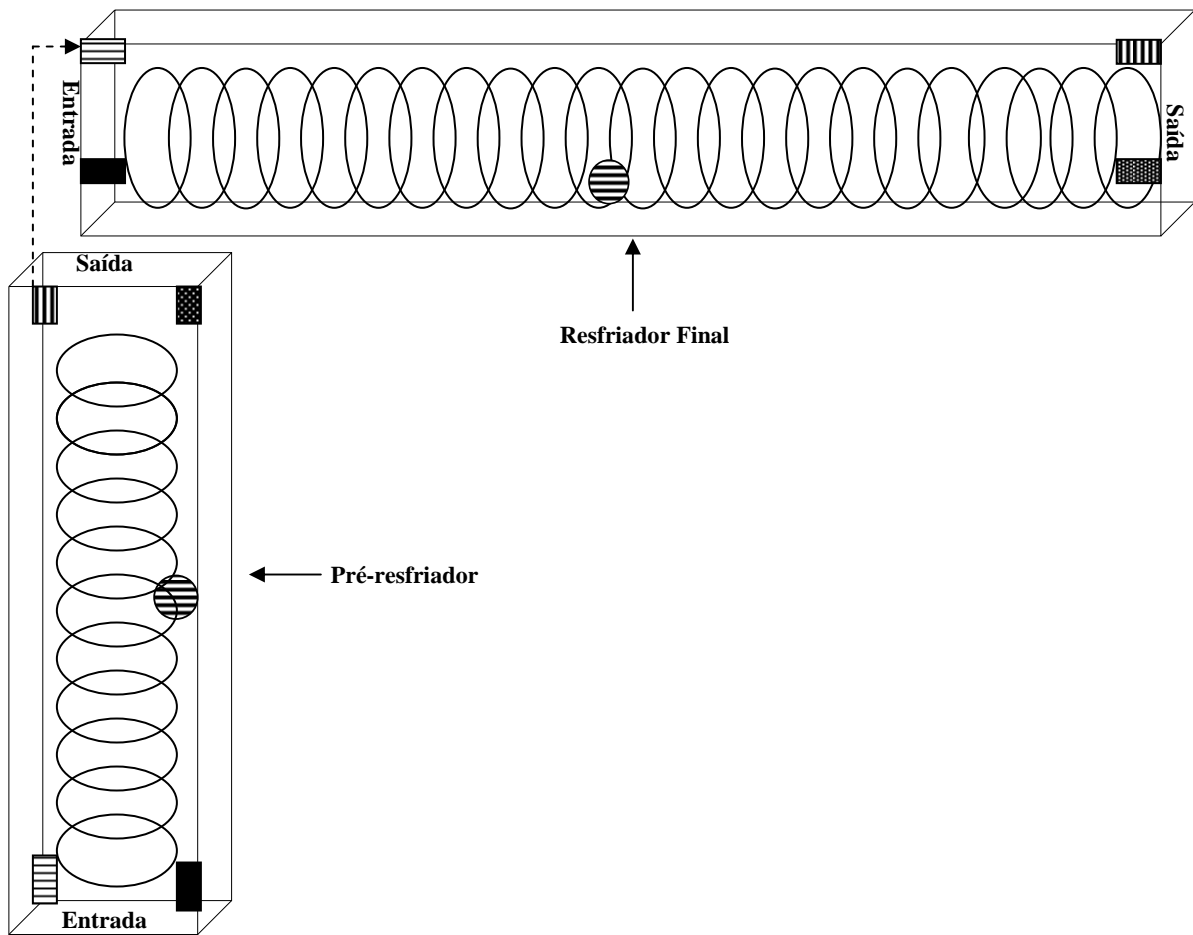 Entrada
Saída
Resfriador Final
Saída
Pré-resfriador
Entrada